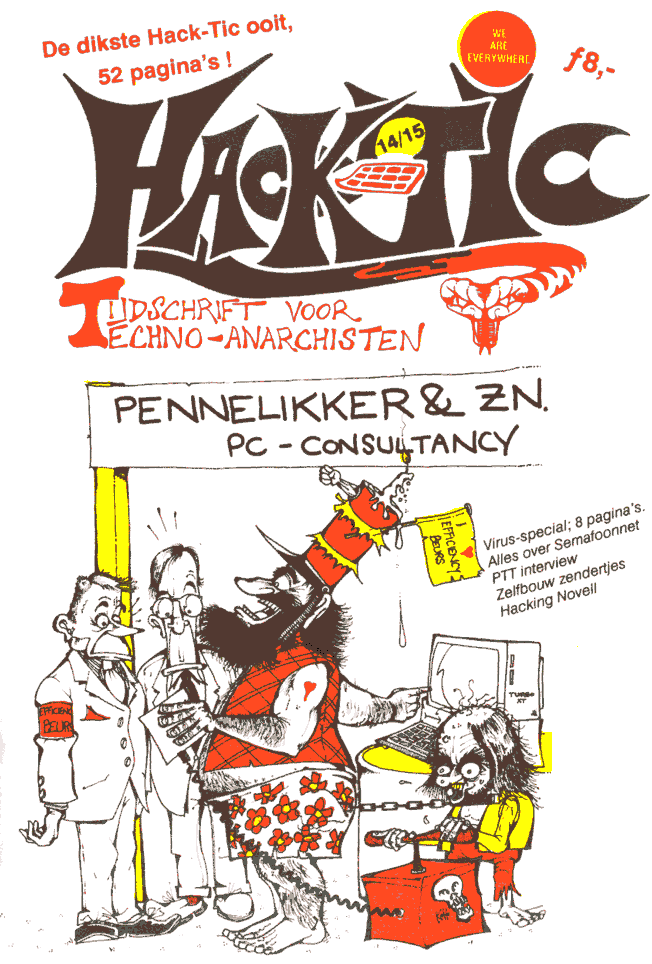 De dikste Hack-Tic ooit,
52 pagina's !
WE
ARE
EVERYWHERE
ƒ8,-
HACK-TIC
14/15
TIJDSCHRIFT VOOR
TECHNO-ANARCHISTEN
PENNELIKKER & ZN.
PC - CONSULTANCY
I ♥
EFFICIENCY
BEURS
Virus-special; 8 pagina's.
Alles over Semafoonnet
PTT interview
Zelfbouw zendertjes
Hacking Novell
TURBO
XT
EFFICIENC
BEURS